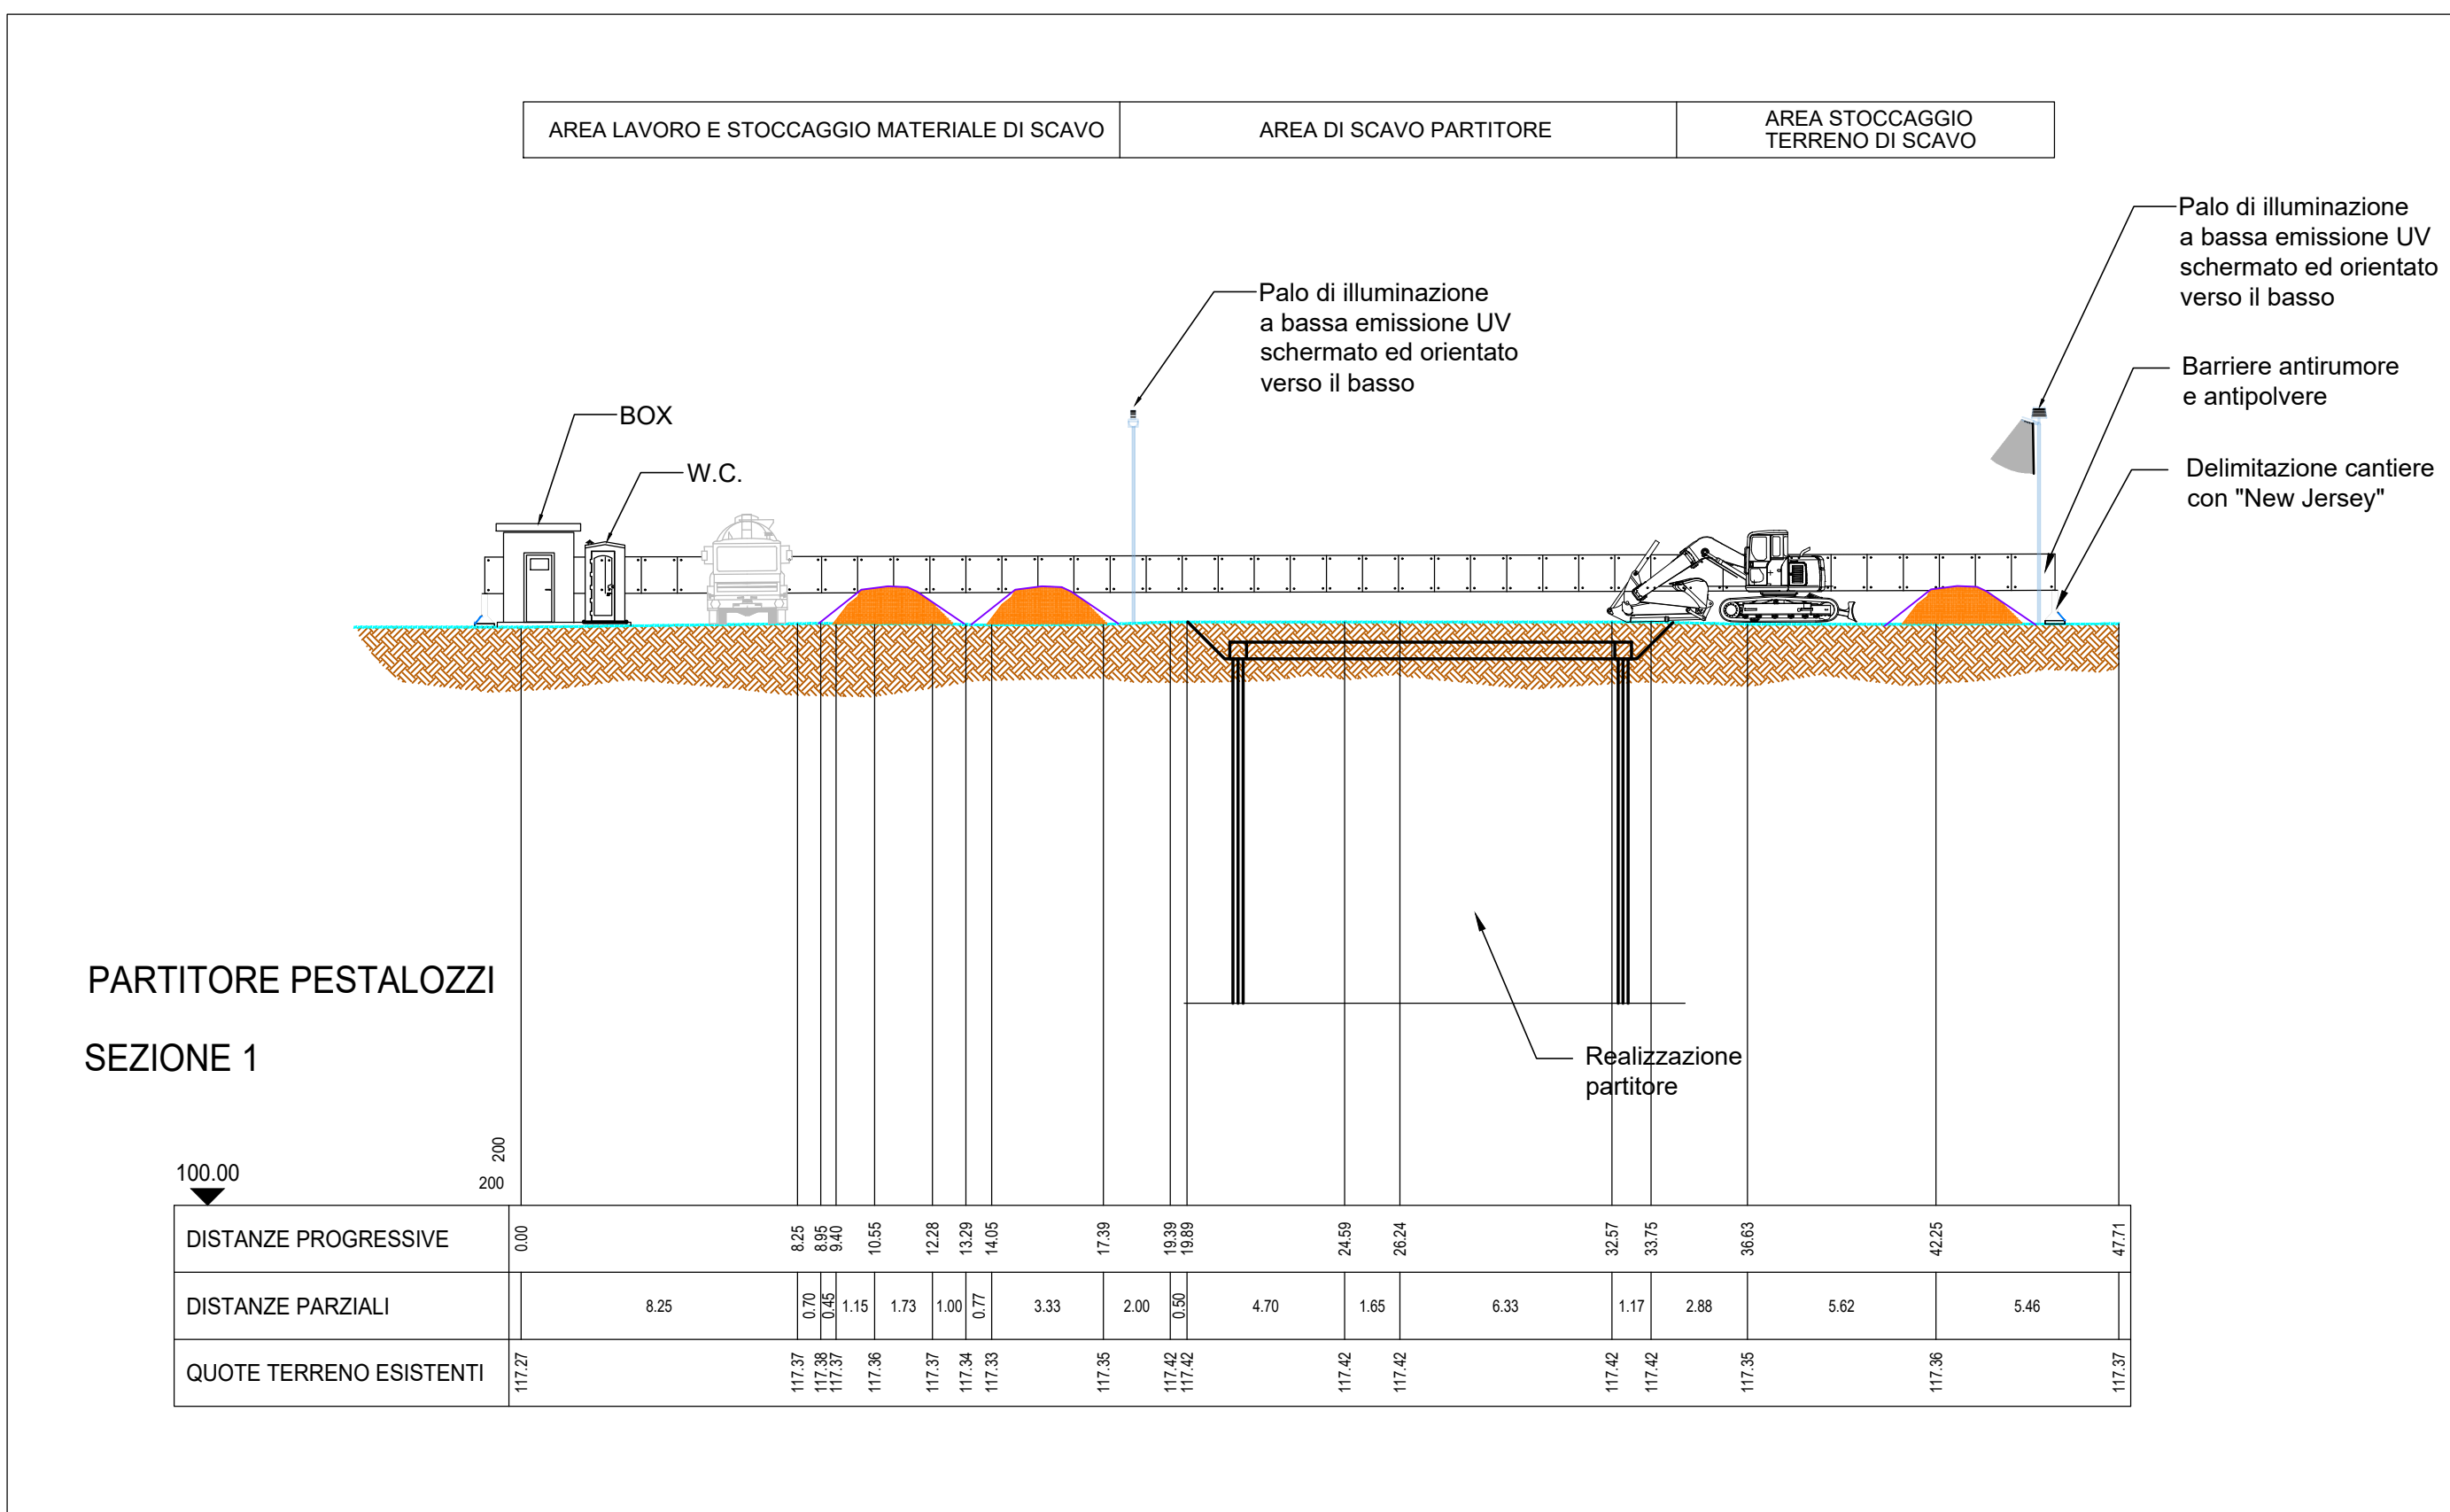 AREA LAVORO E STOCCAGGIO MATERIALE DI SCAVO
AREA DI SCAVO PARTITORE
AREA STOCCAGGIO
TERRENO DI SCAVO
Palo di illuminazione
a bassa emissione UV
schermato ed orientato
verso il basso
Palo di illuminazione
a bassa emissione UV
schermato ed orientato
verso il basso
Barriere antirumore
e antipolvere
BOX
W.C.
Delimitazione cantiere
con "New Jersey"
PARTITORE PESTALOZZI
SEZIONE 1
Realizzazione
partitore
200
200
100.00
DISTANZE PROGRESSIVE 0.00 8.25 8.95 9.40 10.55 12.28 13.29 14.05 17.39 19.39 19.89 24.59 26.24 32.57 33.75 36.63 42.25 47.71
DISTANZE PARZIALI 8.25 0.70 0.45 1.15 1.73 1.00 0.77 3.33 2.00 0.50 4.70 1.65 6.33 1.17 2.88 5.62 5.46
QUOTE TERRENO ESISTENTI 117.27 117.37 117.38 117.37 117.36 117.37 117.34 117.33 117.35 117.42 117.42 117.42 117.42 117.42 117.42 117.35 117.36 117.37